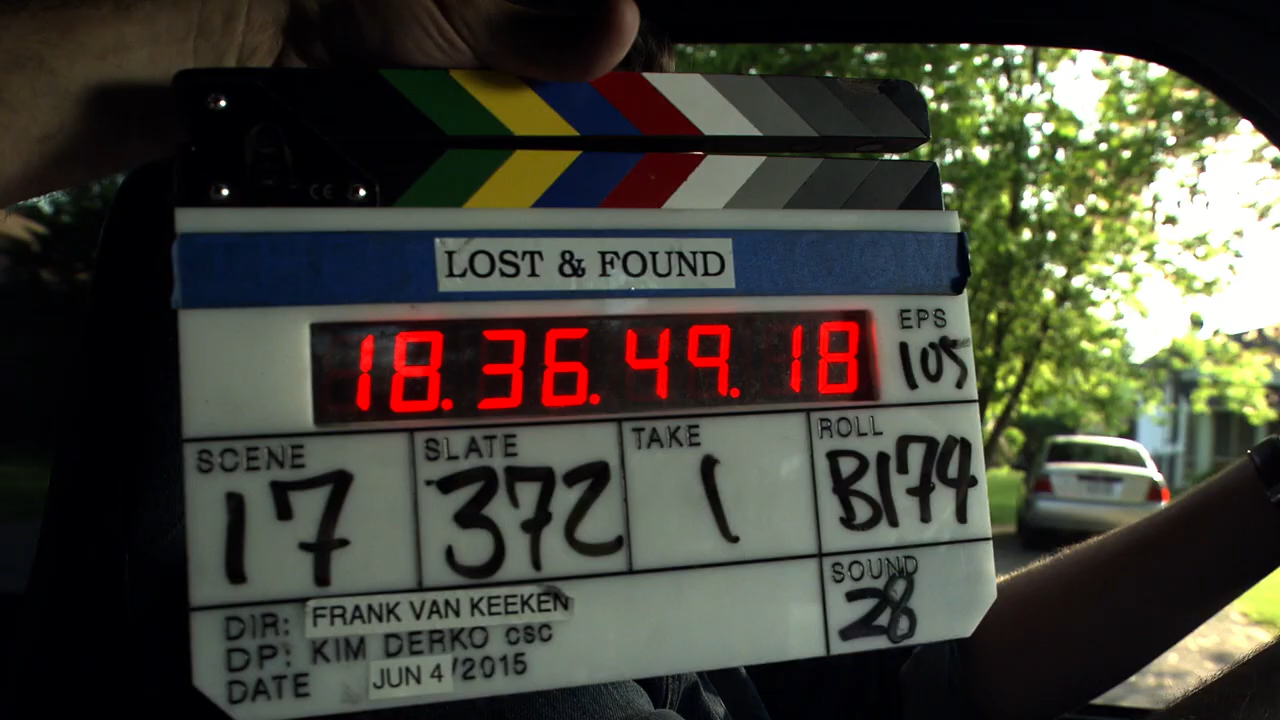 CE
LOST & FOUND
18.36.49.18
EPS
105
SCENE
17
SLATE
372
TAKE
1
ROLL
B174
SOUND
28
DIR: FRANK VAN KEEKEN
DP: KIM DERKO CSC
DATE JUN 4/2015